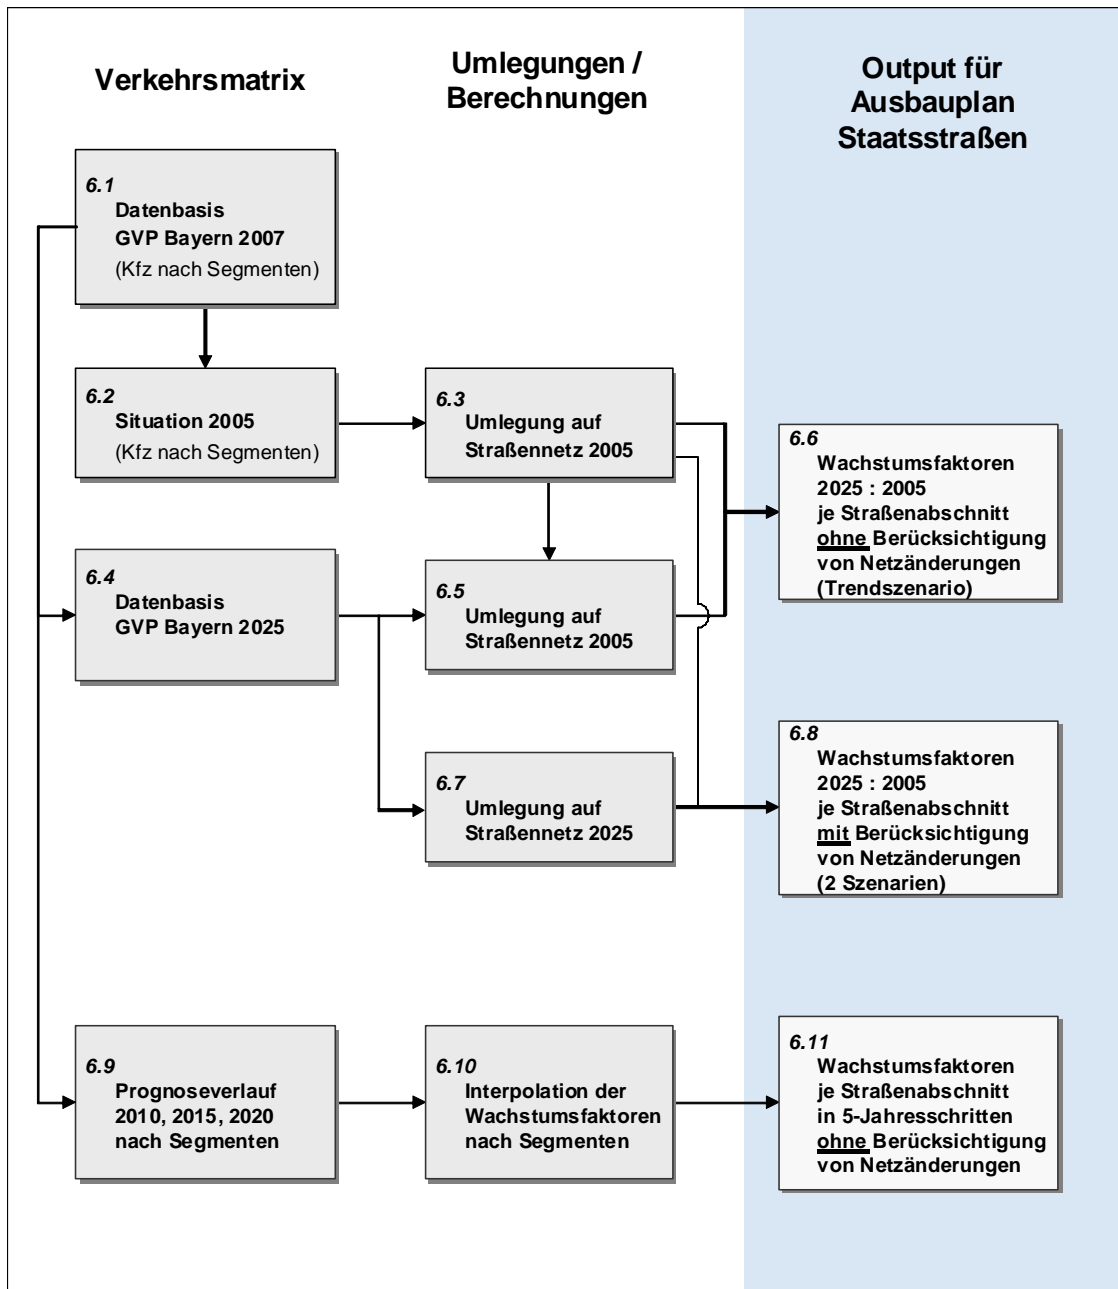 Verkehrsmatrix
Umlegungen /
Berechnungen
Output für
Ausbauplan
Staatsstraßen
6.1
Datenbasis
GVP Bayern 2007
(Kfz nach Segmenten)
6.2
Situation 2005
(Kfz nach Segmenten)
6.3
Umlegung auf
Straßennetz 2005
6.4
Datenbasis
GVP Bayern 2025
6.5
Umlegung auf
Straßennetz 2005
6.6
Wachstumsfaktoren
2025 : 2005
je Straßenabschnitt
ohne Berücksichtigung
von Netzänderungen
(Trendszenario)
6.7
Umlegung auf
Straßennetz 2025
6.8
Wachstumsfaktoren
2025 : 2005
je Straßenabschnitt
mit Berücksichtigung
von Netzänderungen
(2 Szenarien)
6.9
Prognoseverlauf
2010, 2015, 2020
nach Segmenten
6.10
Interpolation der
Wachstumsfaktoren
nach Segmenten
6.11
Wachstumsfaktoren
je Straßenabschnitt
in 5-Jahresschritten
ohne Berücksichtigung
von Netzänderungen